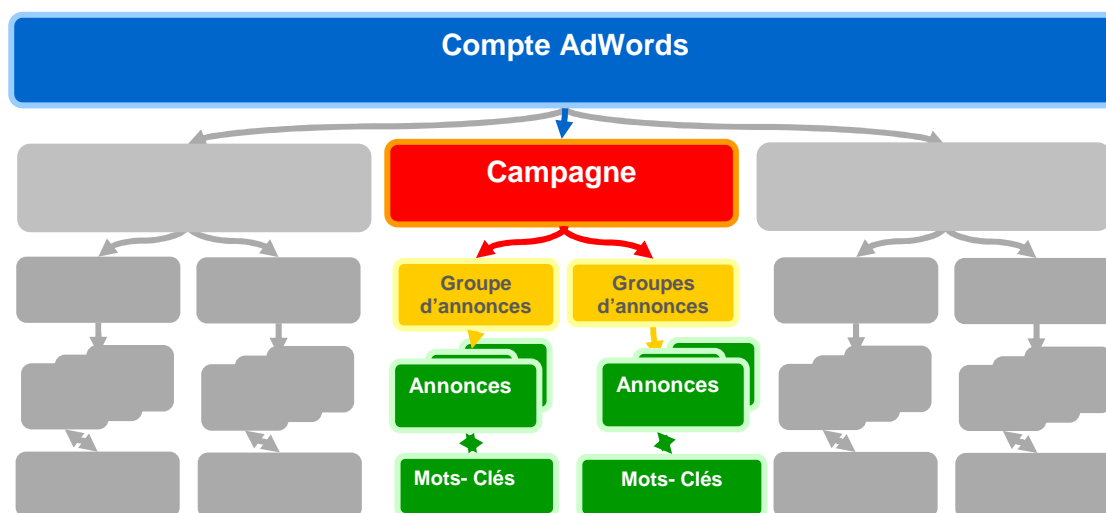 Compte AdWords
Campagne
Groupe
d’annonces
Groupes
d’annonces
Annonces
Annonces
Mots- Clés
Mots- Clés